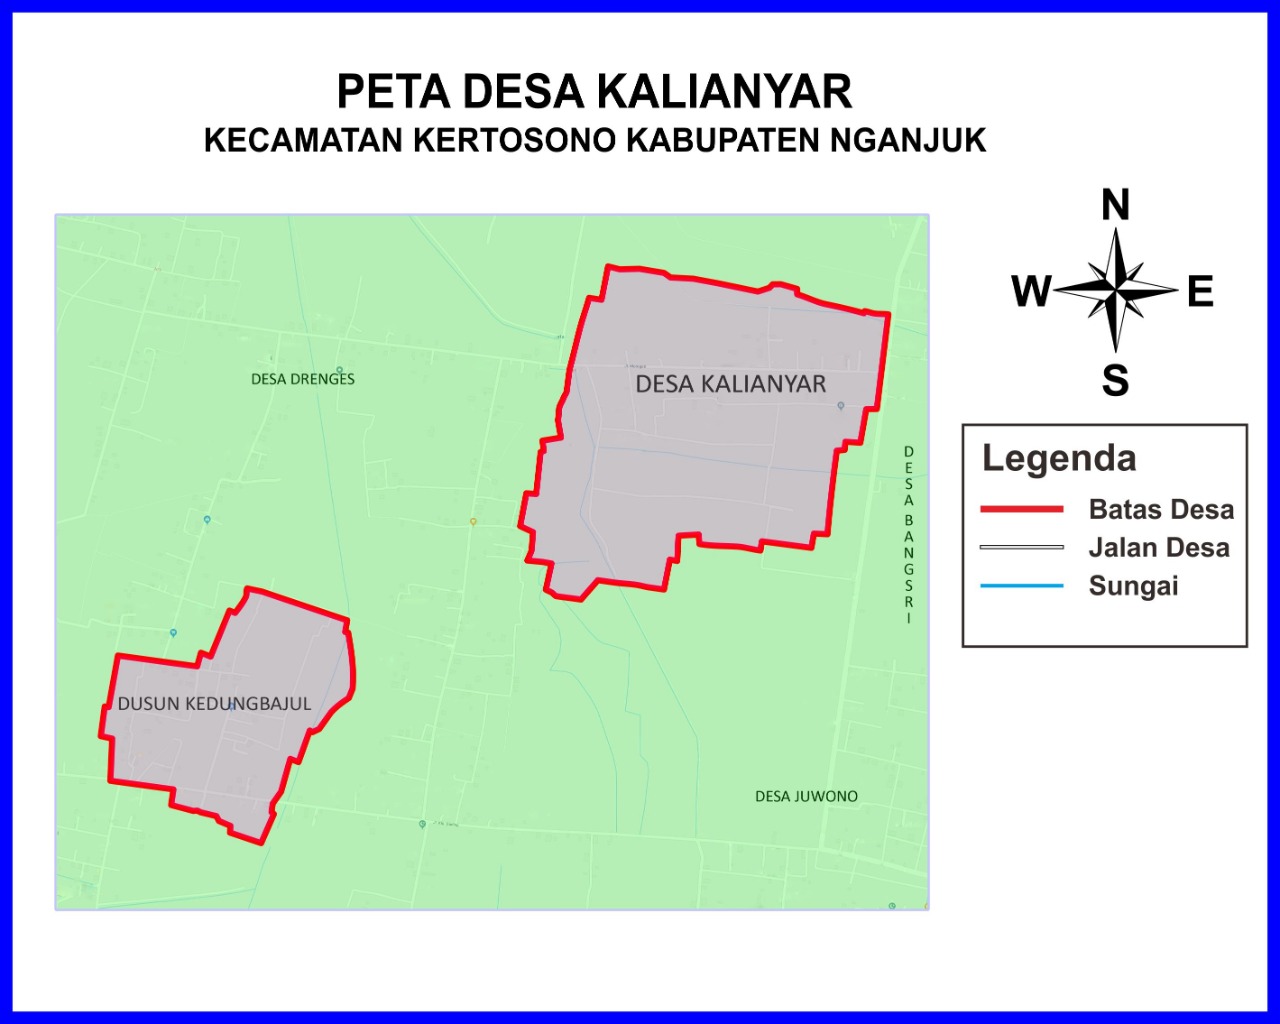 PETA DESA KALIANYAR
KECAMATAN KERTOSONO KABUPATEN NGANJUK
N
W
E
S
DESA DRENGES
DESA KALIANYAR
DESA BANGSRI
DUSUN KEDUNGBAJUL
DESA JUWONO
Legenda
Batas Desa
Jalan Desa
Sungai